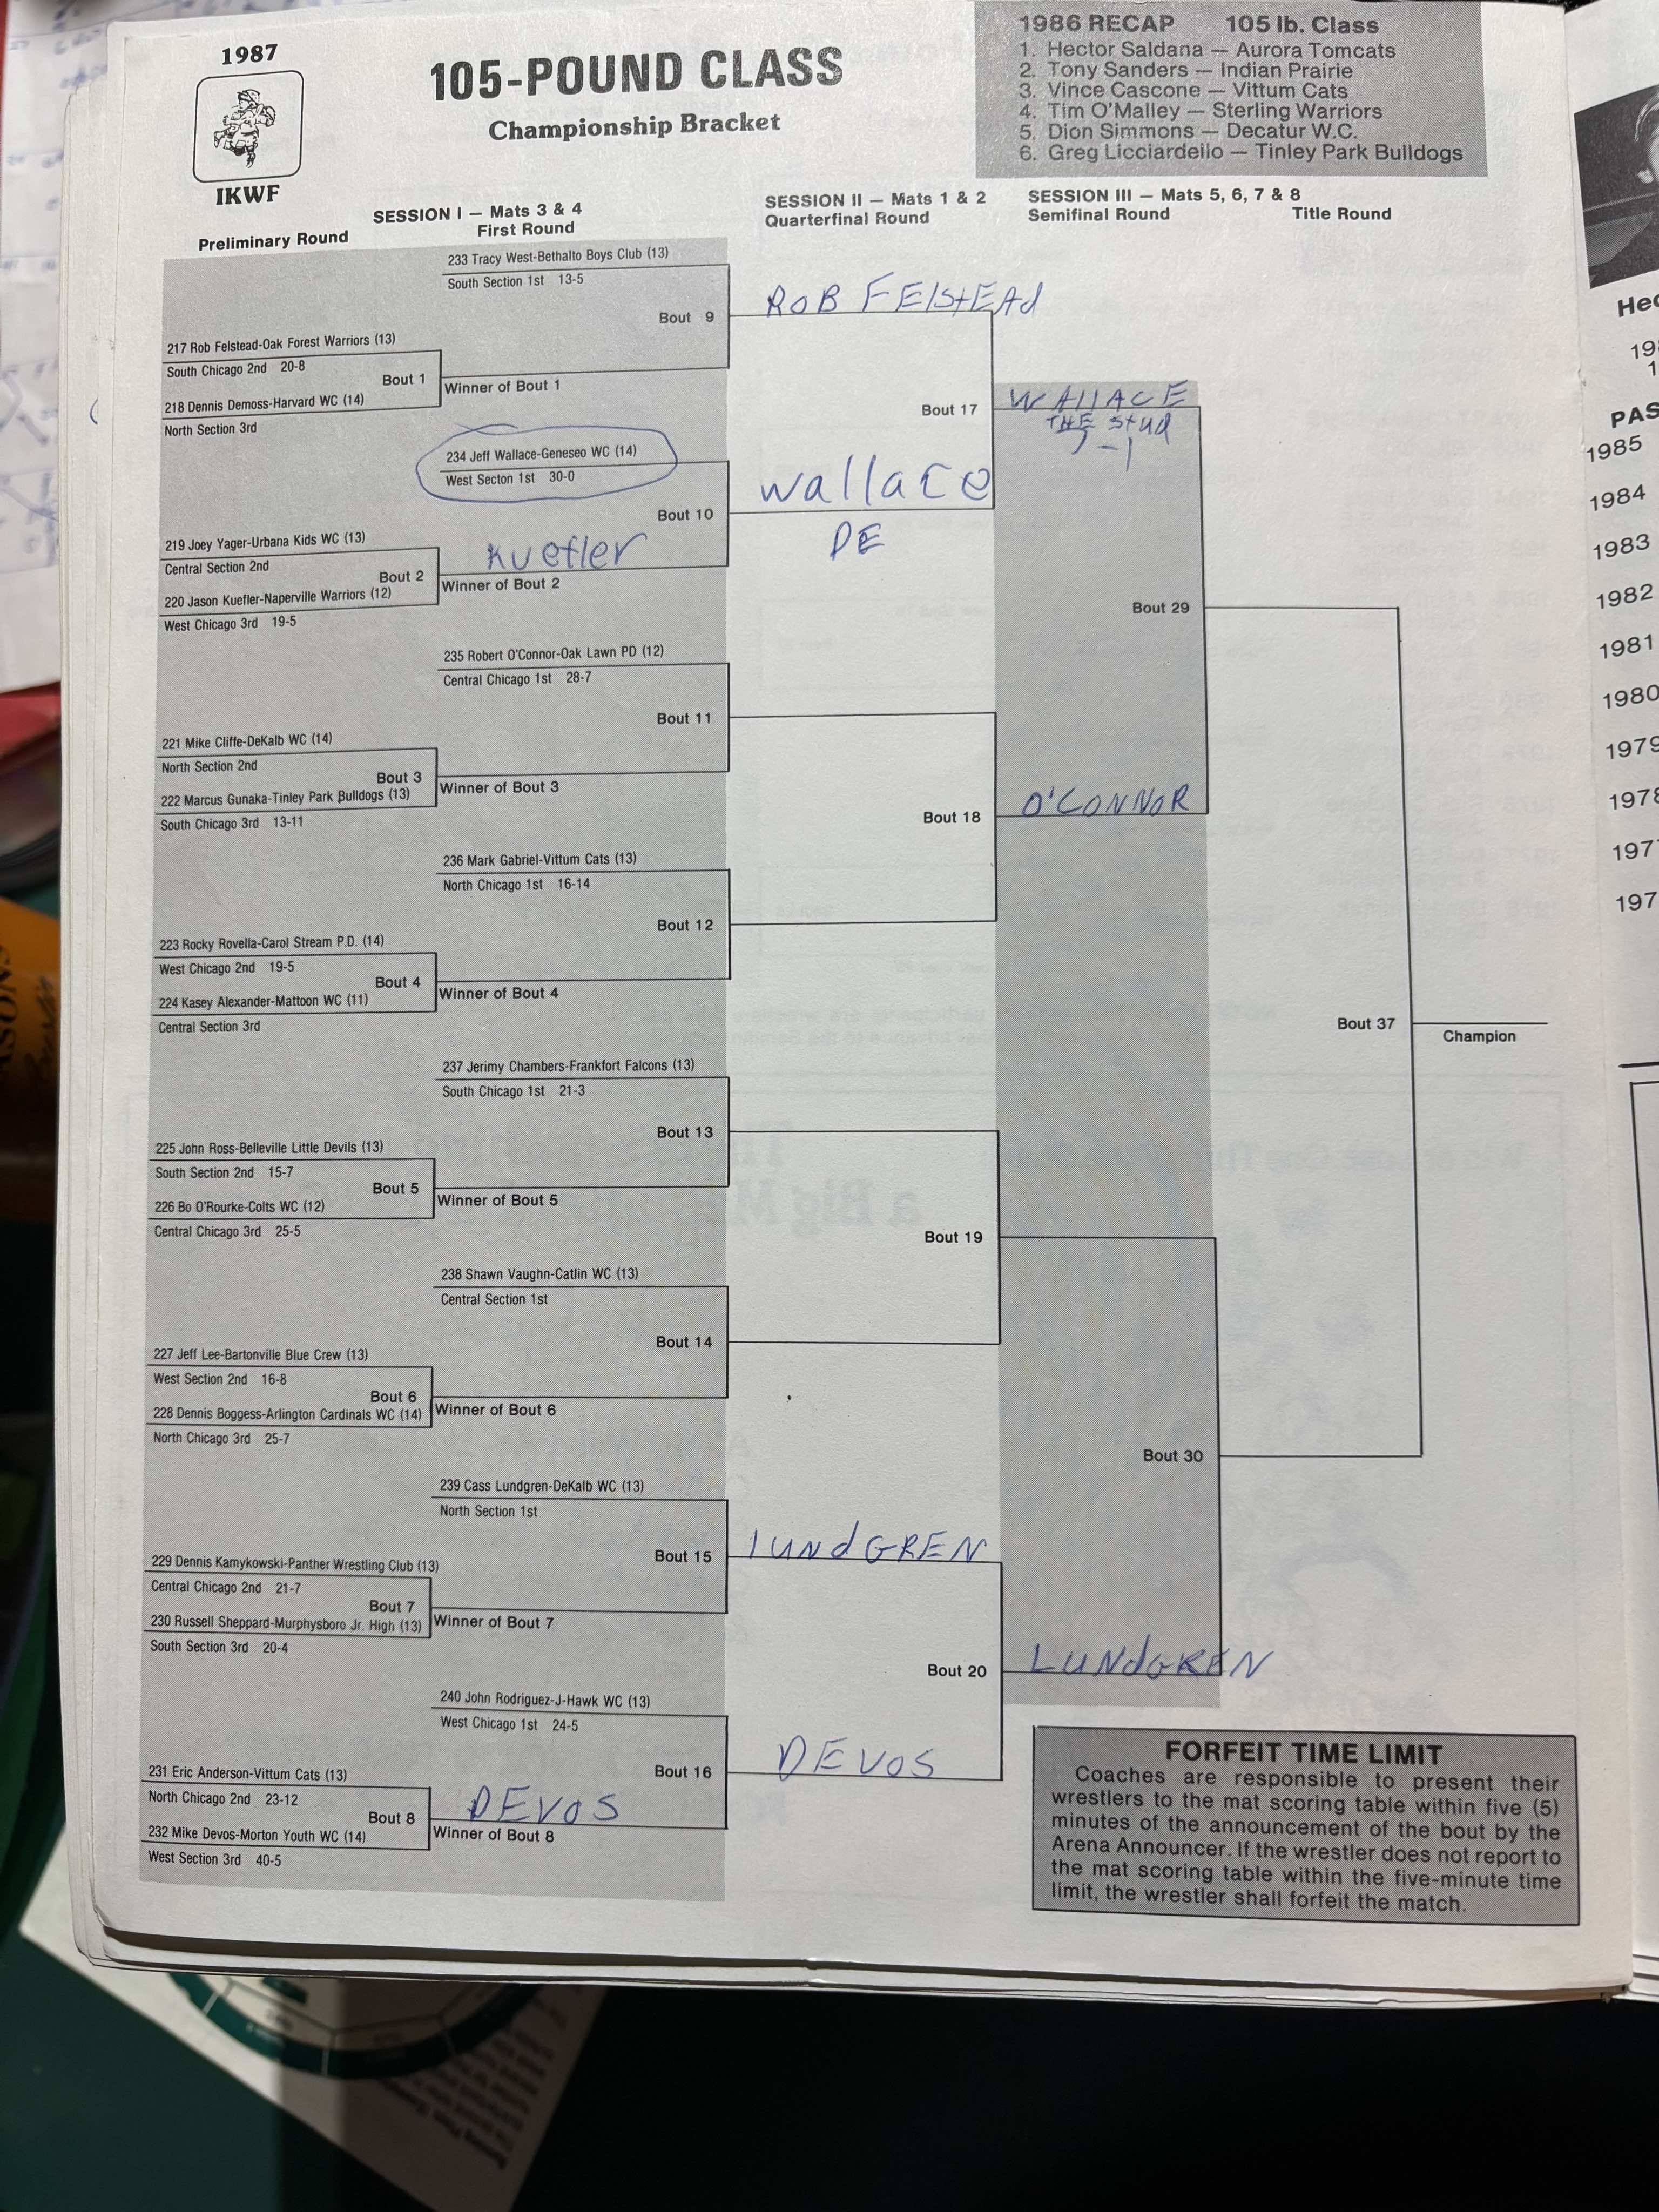 1987
IKWF
105-POUND CLASS
Championship Bracket
1986 RECAP 105 lb. Class
1. Hector Saldana — Aurora Tomcats
2. Tony Sanders — Indian Prairie
3. Vince Cascone — Vittum Cats
4. Tim O'Malley — Sterling Warriors
5. Dion Simmons — Decatur W.C.
6. Greg Licciardello — Tinley Park Bulldogs
Preliminary Round
SESSION I — Mats 3 & 4
First Round
SESSION II — Mats 1 & 2
Quarterfinal Round
SESSION III — Mats 5, 6, 7 & 8
Semifinal Round Title Round
233 Tracy West-Bethalto Boys Club (13)
South Section 1st 13-5
Bout 9
ROB FElStEAd
217 Rob Felstead-Oak Forest Warriors (13)
South Chicago 2nd 20-8
Bout 1
Winner of Bout 1
218 Dennis Demoss-Harvard WC (14)
North Section 3rd
Bout 17
WAllACE
THE Stud
7-1
234 Jeff Wallace-Geneseo WC (14)
West Secton 1st 30-0
Bout 10
wallace
DE
219 Joey Yager-Urbana Kids WC (13)
Central Section 2nd
Bout 2
Kuefler
Winner of Bout 2
220 Jason Kuefler-Naperville Warriors (12)
West Chicago 3rd 19-5
Bout 29
235 Robert O'Connor-Oak Lawn PD (12)
Central Chicago 1st 28-7
Bout 11
221 Mike Cliffe-DeKalb WC (14)
North Section 2nd
Bout 3
Winner of Bout 3
222 Marcus Gunaka-Tinley Park Bulldogs (13)
South Chicago 3rd 13-11
Bout 18
O'CONNOR
236 Mark Gabriel-Vittum Cats (13)
North Chicago 1st 16-14
Bout 12
223 Rocky Rovella-Carol Stream P.D. (14)
West Chicago 2nd 19-5
Bout 4
Winner of Bout 4
224 Kasey Alexander-Mattoon WC (11)
Central Section 3rd
Bout 37
Champion
237 Jerimy Chambers-Frankfort Falcons (13)
South Chicago 1st 21-3
Bout 13
225 John Ross-Belleville Little Devils (13)
South Section 2nd 15-7
Bout 5
Winner of Bout 5
226 Bo O'Rourke-Colts WC (12)
Central Chicago 3rd 25-5
Bout 19
238 Shawn Vaughn-Catlin WC (13)
Central Section 1st
Bout 14
227 Jeff Lee-Bartonville Blue Crew (13)
West Section 2nd 16-8
Bout 6
Winner of Bout 6
228 Dennis Boggess-Arlington Cardinals WC (14)
North Chicago 3rd 25-7
Bout 30
239 Cass Lundgren-DeKalb WC (13)
North Section 1st
Bout 15
lUNdGREN
229 Dennis Kamykowski-Panther Wrestling Club (13)
Central Chicago 2nd 21-7
Bout 7
Winner of Bout 7
230 Russell Sheppard-Murphysboro Jr. High (13)
South Section 3rd 20-4
Bout 20
LUNdGREN
240 John Rodriguez-J-Hawk WC (13)
West Chicago 1st 24-5
Bout 16
DEVOS
231 Eric Anderson-Vittum Cats (13)
North Chicago 2nd 23-12
Bout 8
DEVOS
Winner of Bout 8
232 Mike Devos-Morton Youth WC (14)
West Section 3rd 40-5
FORFEIT TIME LIMIT
Coaches are responsible to present their
wrestlers to the mat scoring table within five (5)
minutes of the announcement of the bout by the
Arena Announcer. If the wrestler does not report to
the mat scoring table within the five-minute time
limit, the wrestler shall forfeit the match.
1985
1984
1983
1982
1981
1980
1979